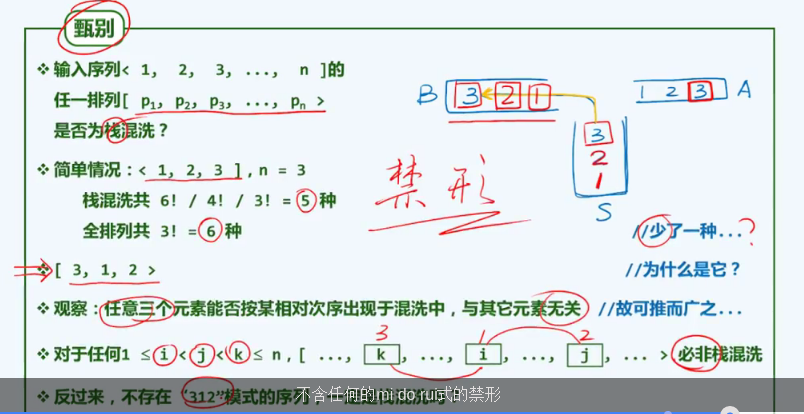 甄别
❖ 输入序列< 1, 2, 3, ..., n ]的
任一排列[ p1, p2, p3, ..., pn >
是否为栈混洗？
B 3 2 1
1 2 3 A
3
2
1
S
❖ 简单情况：< 1, 2, 3 ], n = 3
禁形
栈混洗共 6! / 4! / 3! = 5 种
全排列共 3! = 6 种
//少了一种... ?
❖ [ 3, 1, 2 >
//为什么是它？
❖ 观察：任意三个元素能否按某相对次序出现于混洗中，与其它元素无关 //故可推而广之...
3 1 2
❖ 对于任何1 ≤ i < j < k ≤ n, [ ..., k, ..., i, ..., j, ... > 必非栈混洗
❖ 反过来，不存在 "312"模式的序列
不含任何的mi do rui式的禁形